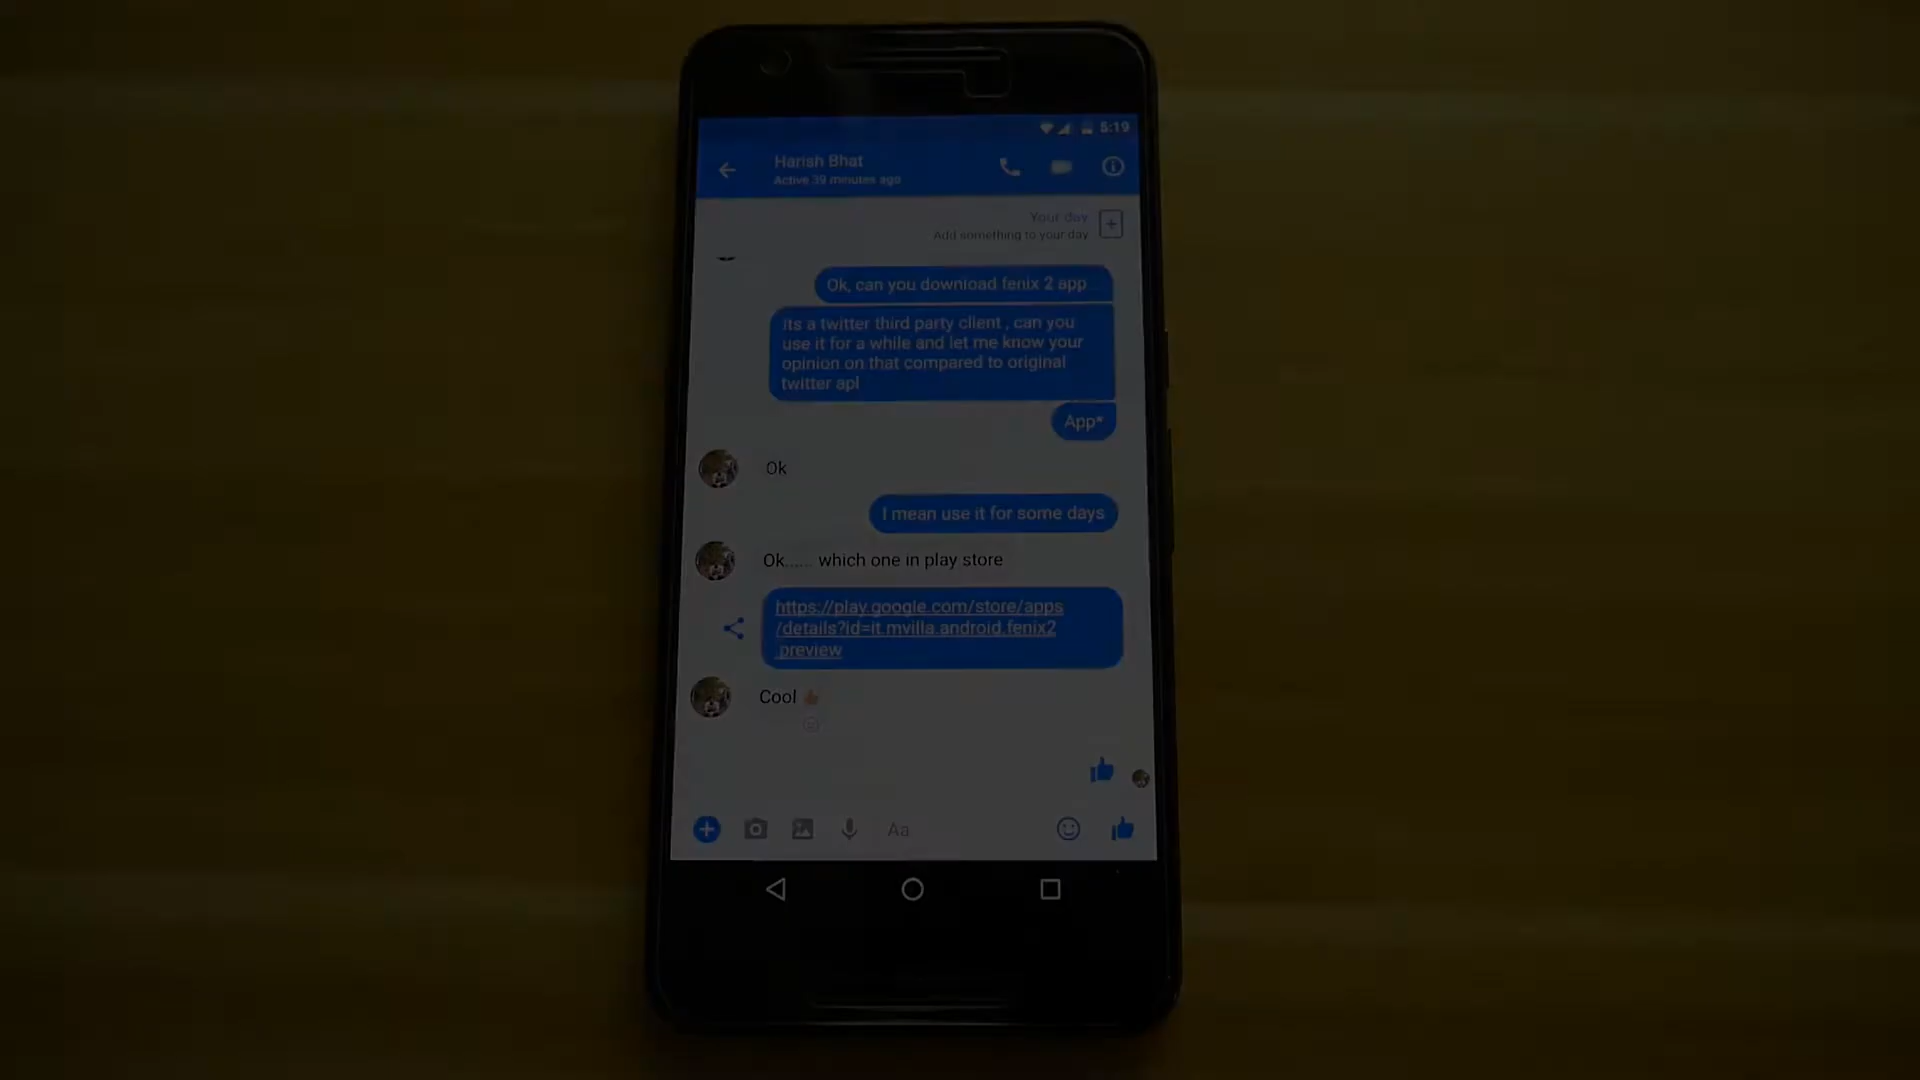 5:19
Harish Bhat
Active 39 minutes ago
Your day
Add something to your day
Ok, can you download fenix 2 app
Its a twitter third party client , can you
use it for a while and let me know your
opinion on that compared to original
twitter apl
App*
Ok
I mean use it for some days
Ok...... which one in play store
https://play.google.com/store/apps
/details?id=it.mvilla.android.fenix2
.preview
Cool
Aa